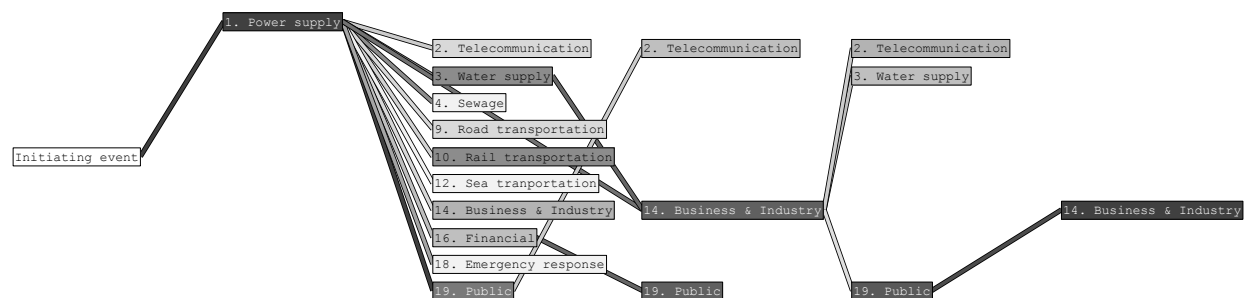 1. Power supply
2. Telecommunication
2. Telecommunication
2. Telecommunication
3. Water supply
3. Water supply
4. Sewage
9. Road transportation
Initiating event
10. Rail transportation
12. Sea tranportation
14. Business & Industry
14. Business & Industry
14. Business & Industry
16. Financial
18. Emergency response
19. Public
19. Public
19. Public